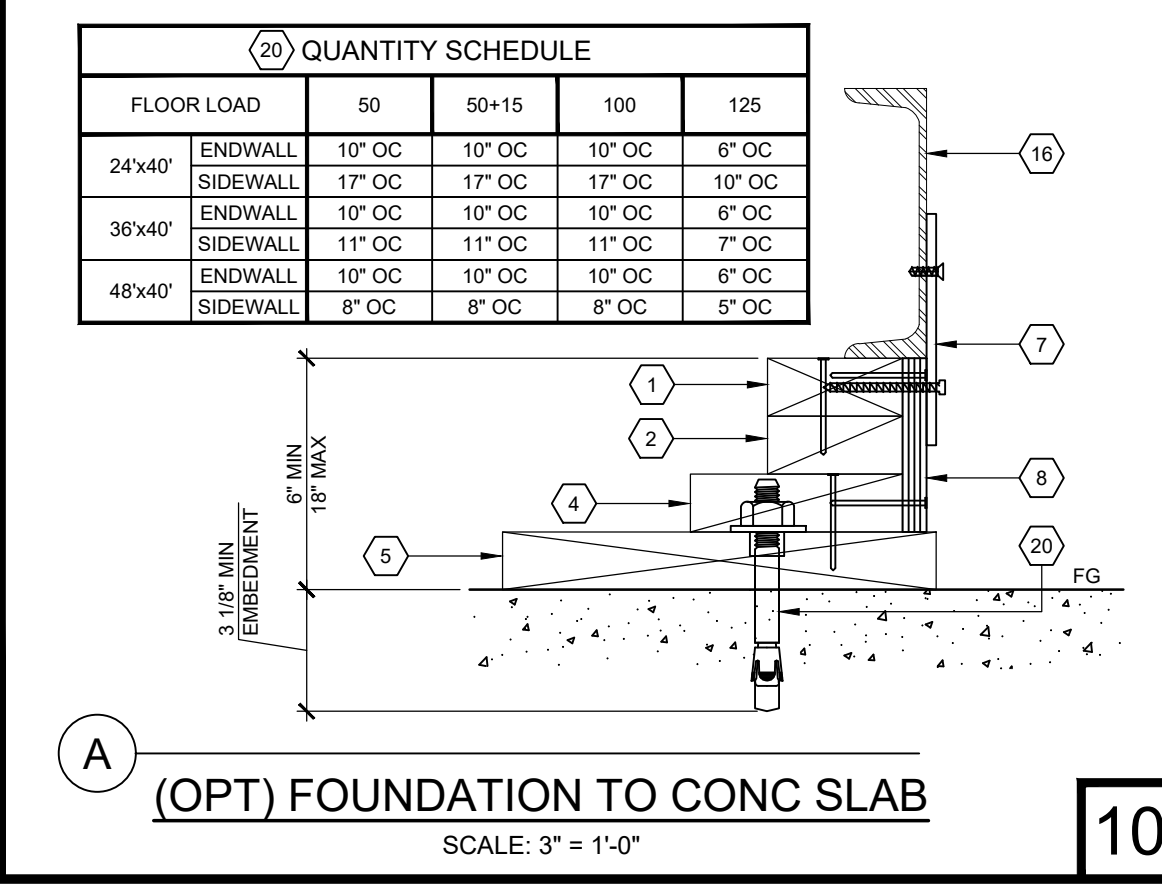 20 QUANTITY SCHEDULE
FLOOR LOAD 50 50+15 100 125
24'x40' ENDWALL 10" OC 10" OC 10" OC 6" OC
SIDEWALL 17" OC 17" OC 17" OC 10" OC
36'x40' ENDWALL 10" OC 10" OC 10" OC 6" OC
SIDEWALL 11" OC 11" OC 11" OC 7" OC
48'x40' ENDWALL 10" OC 10" OC 10" OC 6" OC
SIDEWALL 8" OC 8" OC 8" OC 5" OC
16
7
1
2
8
4
20
5
FG
6" MIN
18" MAX
3 1/8" MIN
EMBEDMENT
A
(OPT) FOUNDATION TO CONC SLAB
SCALE: 3" = 1'-0"
10